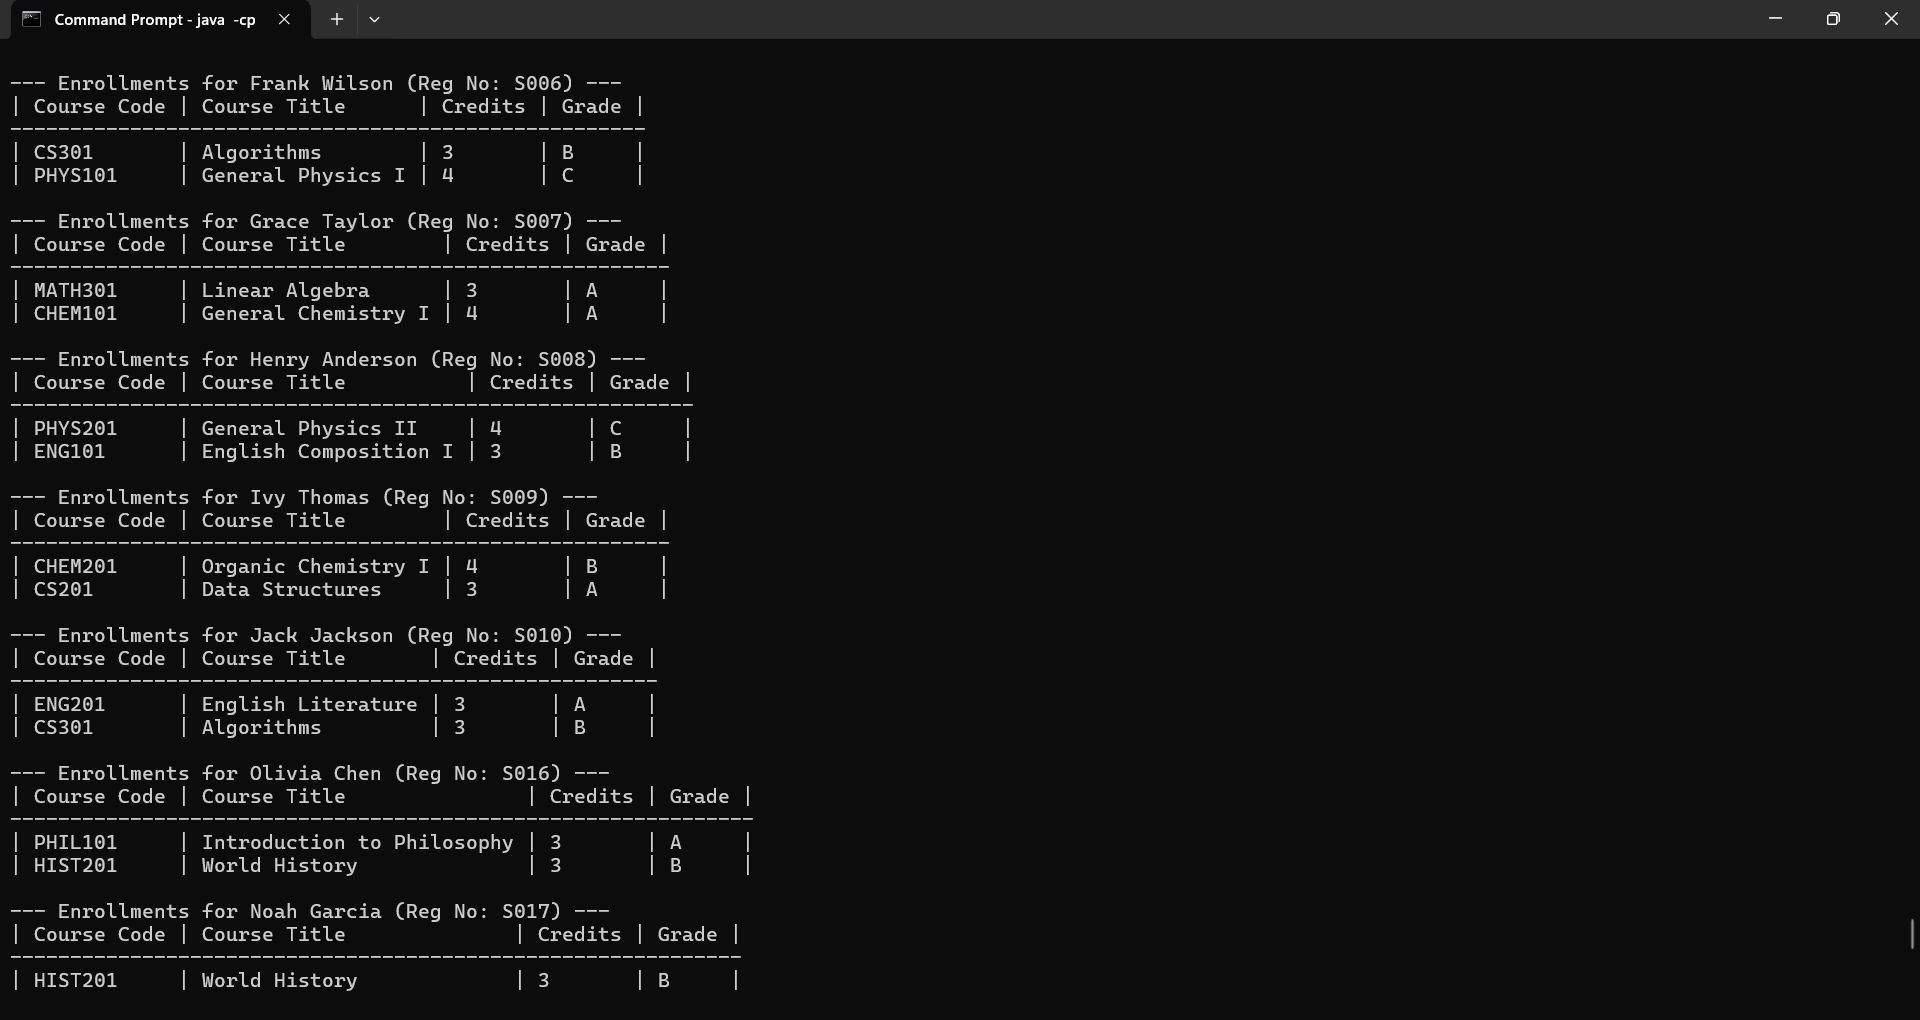 Command Prompt - java -cp
--- Enrollments for Frank Wilson (Reg No: S006) ---
| Course Code | Course Title      | Credits | Grade |
-----------------------------------------------------
| CS301       | Algorithms        | 3       | B     |
| PHYS101     | General Physics I | 4       | C     |
--- Enrollments for Grace Taylor (Reg No: S007) ---
| Course Code | Course Title        | Credits | Grade |
-------------------------------------------------------
| MATH301     | Linear Algebra      | 3       | A     |
| CHEM101     | General Chemistry I | 4       | A     |
--- Enrollments for Henry Anderson (Reg No: S008) ---
| Course Code | Course Title          | Credits | Grade |
---------------------------------------------------------
| PHYS201     | General Physics II    | 4       | C     |
| ENG101      | English Composition I | 3       | B     |
--- Enrollments for Ivy Thomas (Reg No: S009) ---
| Course Code | Course Title        | Credits | Grade |
-------------------------------------------------------
| CHEM201     | Organic Chemistry I | 4       | B     |
| CS201       | Data Structures     | 3       | A     |
--- Enrollments for Jack Jackson (Reg No: S010) ---
| Course Code | Course Title       | Credits | Grade |
------------------------------------------------------
| ENG201      | English Literature | 3       | A     |
| CS301       | Algorithms         | 3       | B     |
--- Enrollments for Olivia Chen (Reg No: S016) ---
| Course Code | Course Title               | Credits | Grade |
--------------------------------------------------------------
| PHIL101     | Introduction to Philosophy | 3       | A     |
| HIST201     | World History              | 3       | B     |
--- Enrollments for Noah Garcia (Reg No: S017) ---
| Course Code | Course Title              | Credits | Grade |
-------------------------------------------------------------
| HIST201     | World History             | 3       | B     |